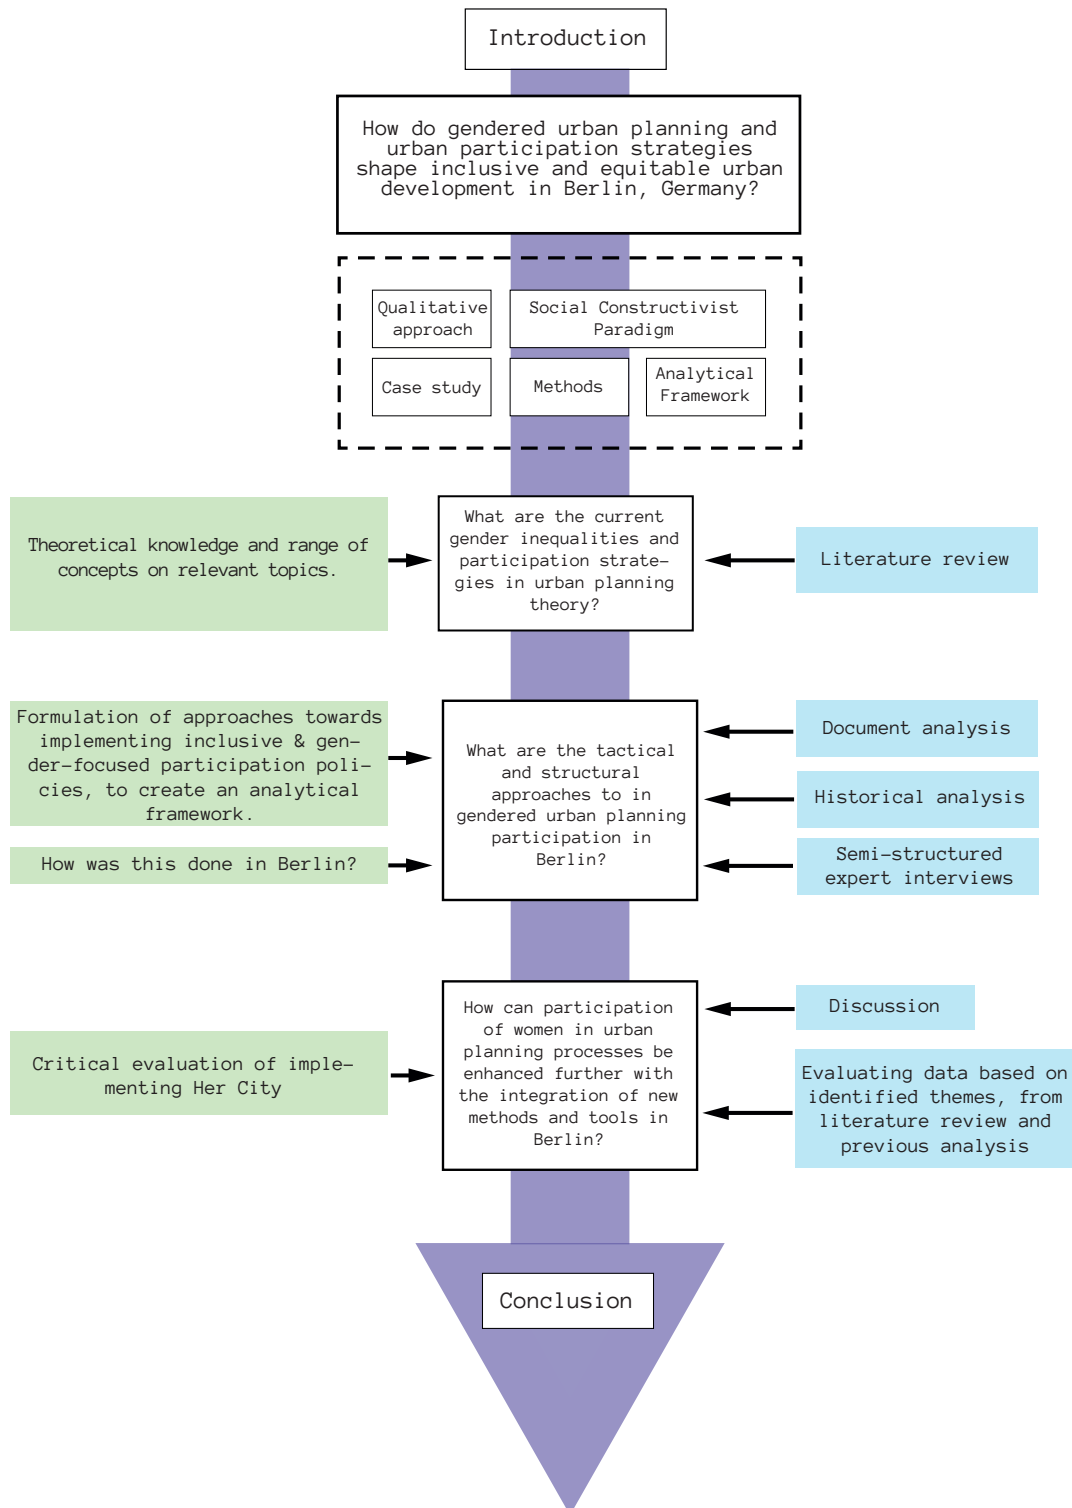 Introduction
How do gendered urban planning and
urban participation strategies
shape inclusive and equitable urban
development in Berlin, Germany?
Qualitative
approach
Social Constructivist
Paradigm
Case study
Methods
Analytical
Framework
Theoretical knowledge and range of
concepts on relevant topics.
What are the current
gender inequalities and
participation strate-
gies in urban planning
theory?
Literature review
Formulation of approaches towards
implementing inclusive & gen-
der-focused participation poli-
cies, to create an analytical
framework.
How was this done in Berlin?
What are the tactical
and structural
approaches to in
gendered urban planning
participation in
Berlin?
Document analysis
Historical analysis
Semi-structured
expert interviews
Critical evaluation of imple-
menting Her City
How can participation
of women in urban
planning processes be
enhanced further with
the integration of new
methods and tools in
Berlin?
Discussion
Evaluating data based on
identified themes, from
literature review and
previous analysis
Conclusion